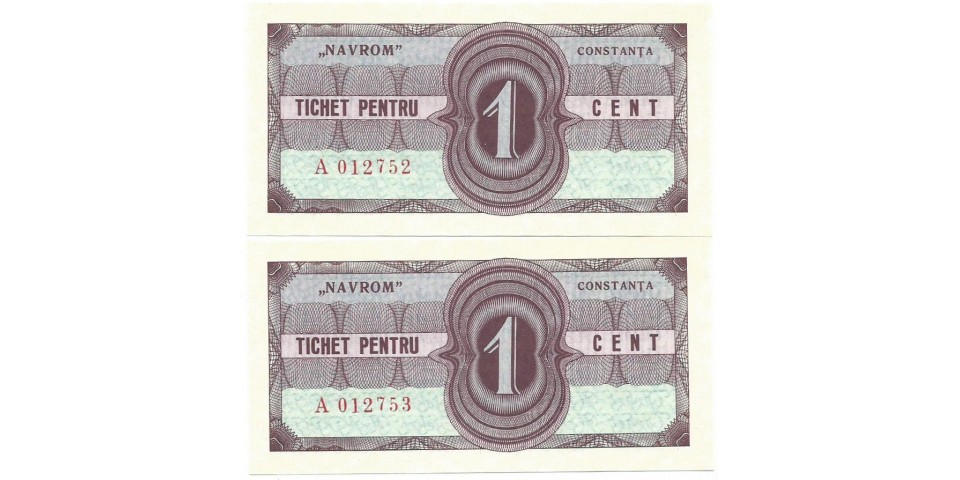 „NAVROM” CONSTANȚA
TICHET PENTRU 1 CENT
A 012752
„NAVROM” CONSTANȚA
TICHET PENTRU 1 CENT
A 012753